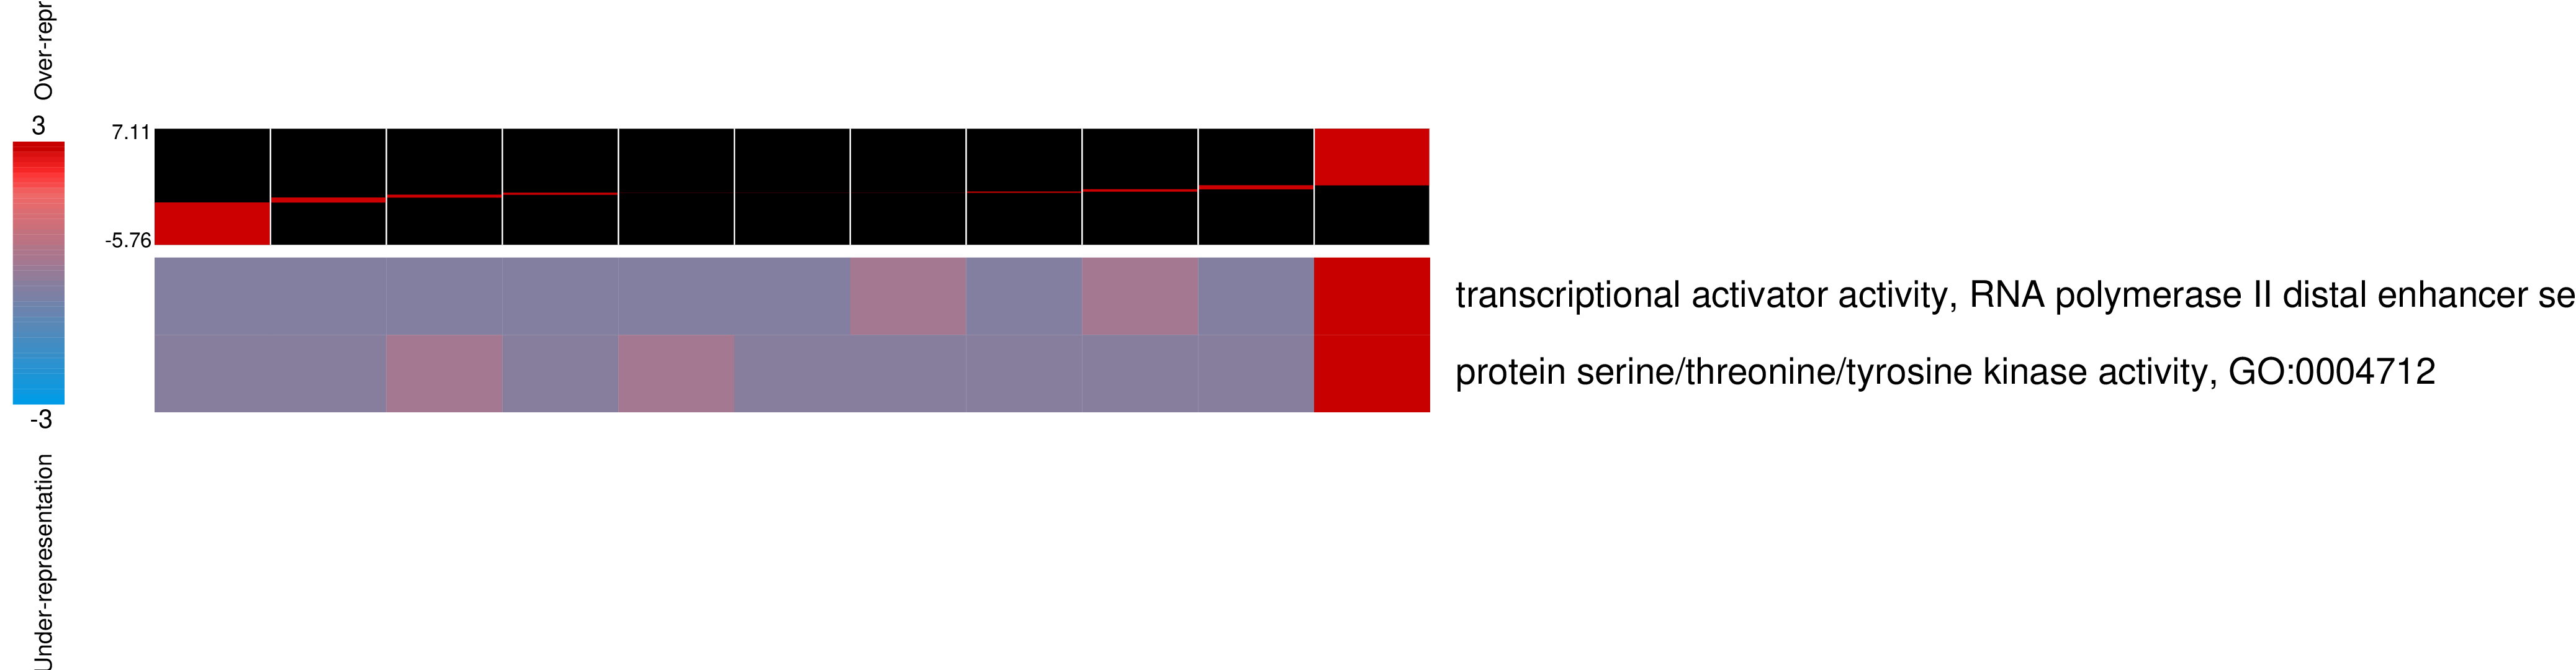 Over-repr
3
7.11
-5.76
transcriptional activator activity, RNA polymerase II distal enhancer se
protein serine/threonine/tyrosine kinase activity, GO:0004712
-3
Under-representation